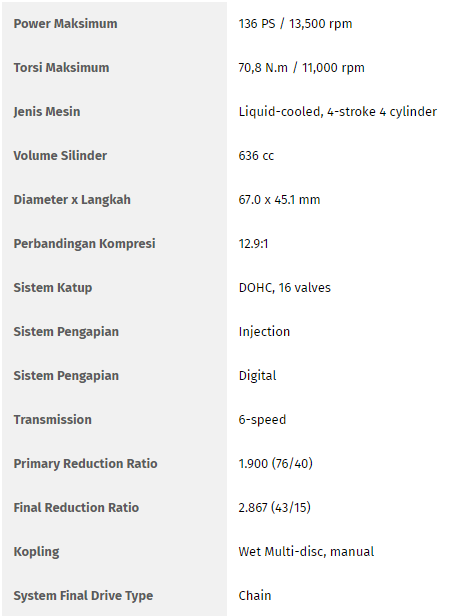 Power Maksimum 136 PS / 13,500 rpm
Torsi Maksimum 70,8 N.m / 11,000 rpm
Jenis Mesin Liquid-cooled, 4-stroke 4 cylinder
Volume Silinder 636 cc
Diameter x Langkah 67.0 x 45.1 mm
Perbandingan Kompresi 12.9:1
Sistem Katup DOHC, 16 valves
Sistem Pengapian Injection
Sistem Pengapian Digital
Transmission 6-speed
Primary Reduction Ratio 1.900 (76/40)
Final Reduction Ratio 2.867 (43/15)
Kopling Wet Multi-disc, manual
System Final Drive Type Chain